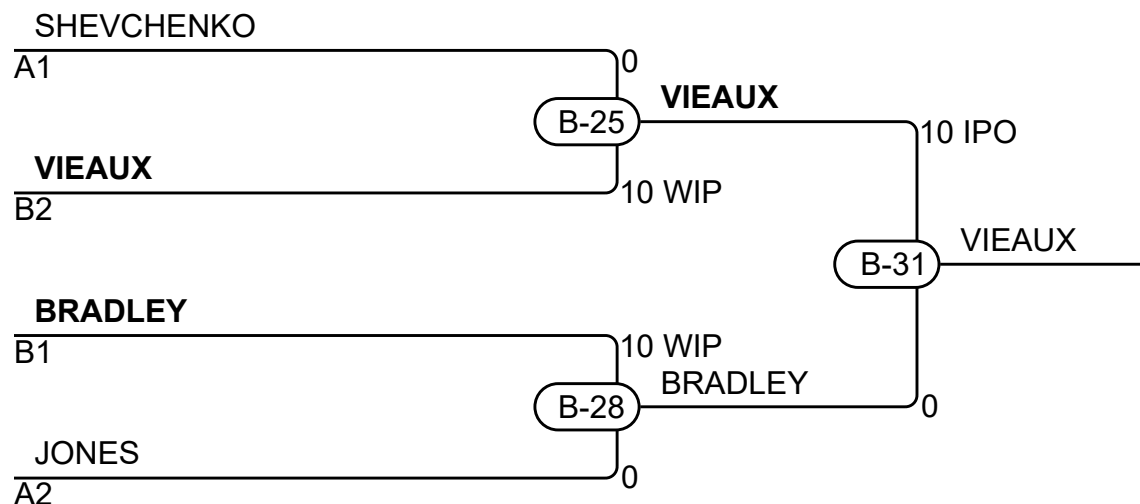 SHEVCHENKO
A1
0
B-25
VIEAUX
10 IPO
VIEAUX
B2
10 WIP
B-31
VIEAUX
BRADLEY
B1
10 WIP
BRADLEY
B-28
0
JONES
A2
0